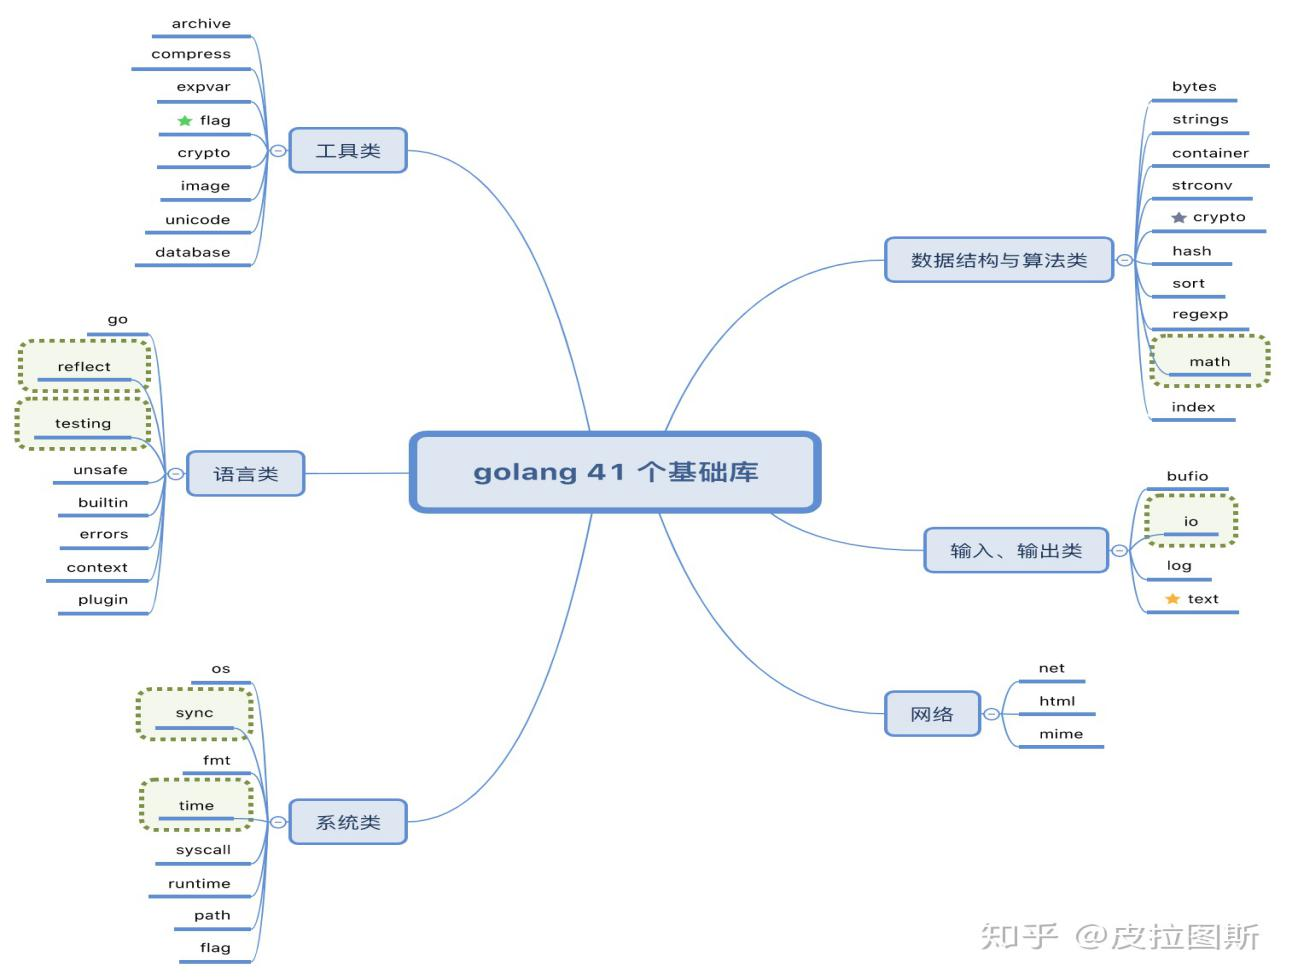 golang 41 个基础库
工具类
archive
compress
expvar
flag
crypto
image
unicode
database
语言类
go
reflect
testing
unsafe
builtin
errors
context
plugin
系统类
os
sync
fmt
time
syscall
runtime
path
flag
数据结构与算法类
bytes
strings
container
strconv
crypto
hash
sort
regexp
math
index
输入、输出类
bufio
io
log
text
网络
net
html
mime
知乎 @皮拉图斯